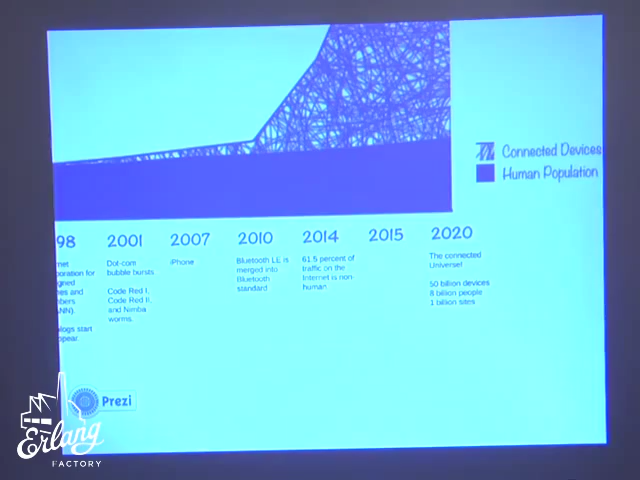 Connected Devices
Human Population
98 2001 2007 2010 2014 2015 2020
Dot-com
bubble bursts
Code Red I,
Code Red II,
and Nimba
worms.
iPhone
Bluetooth LE is
merged into
Bluetooth
standard
61.5 percent of
traffic on the
Internet is non
human
The connected
Universe!
50 billion devices
8 billion people
1 billion sites
Prezi
Erlang
FACTORY